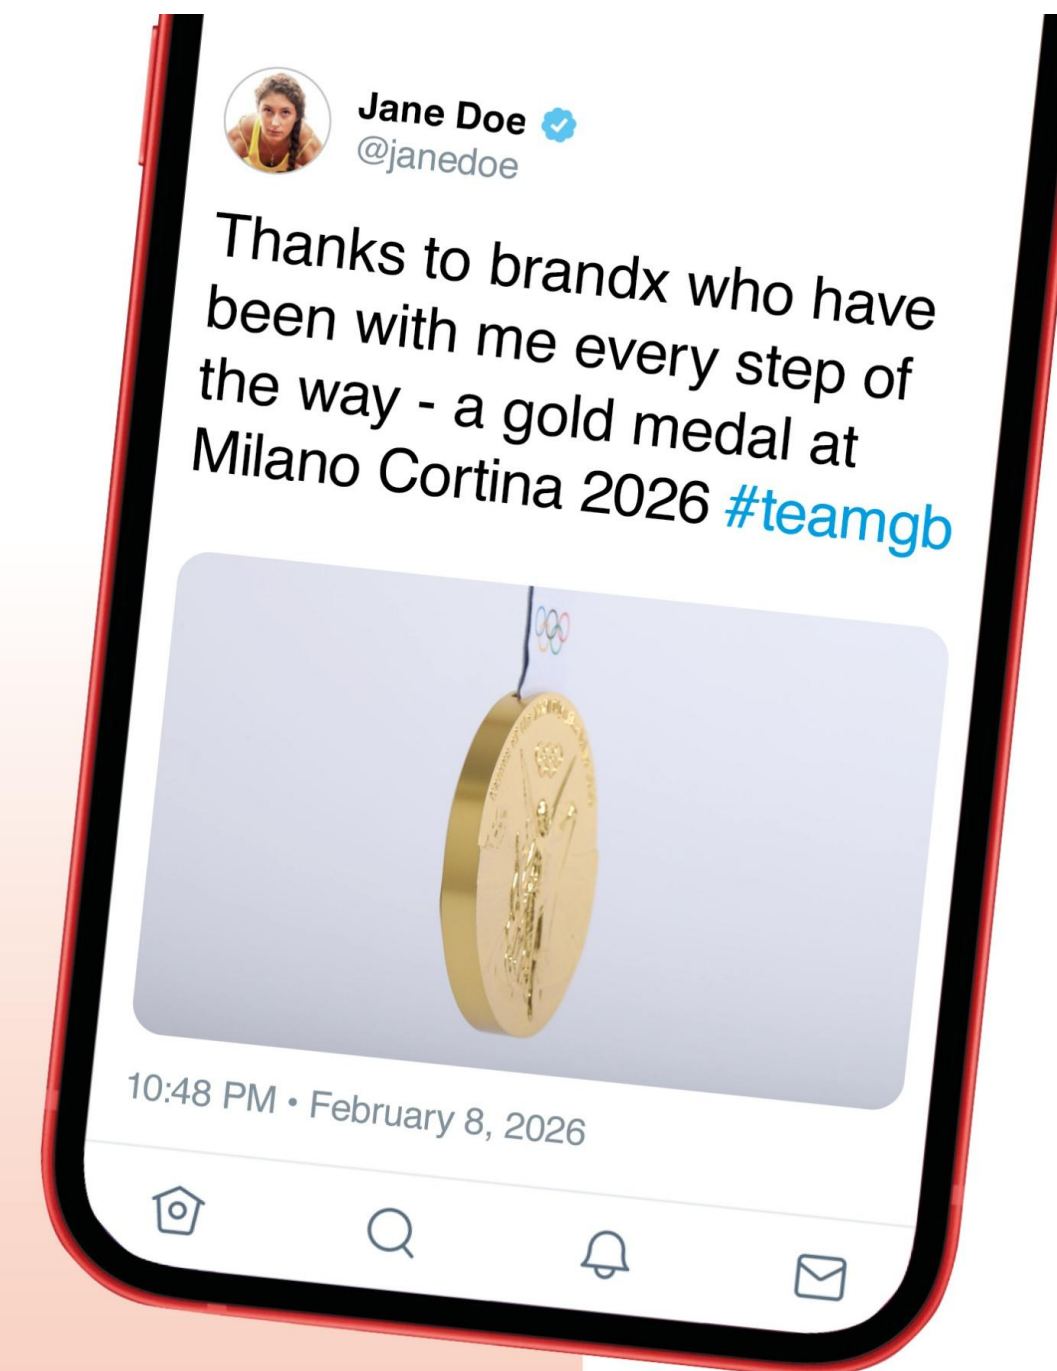 Jane Doe
@janedoe
Thanks to brandx who have
been with me every step of
the way - a gold medal at
Milano Cortina 2026 #teamgb
10:48 PM • February 8, 2026